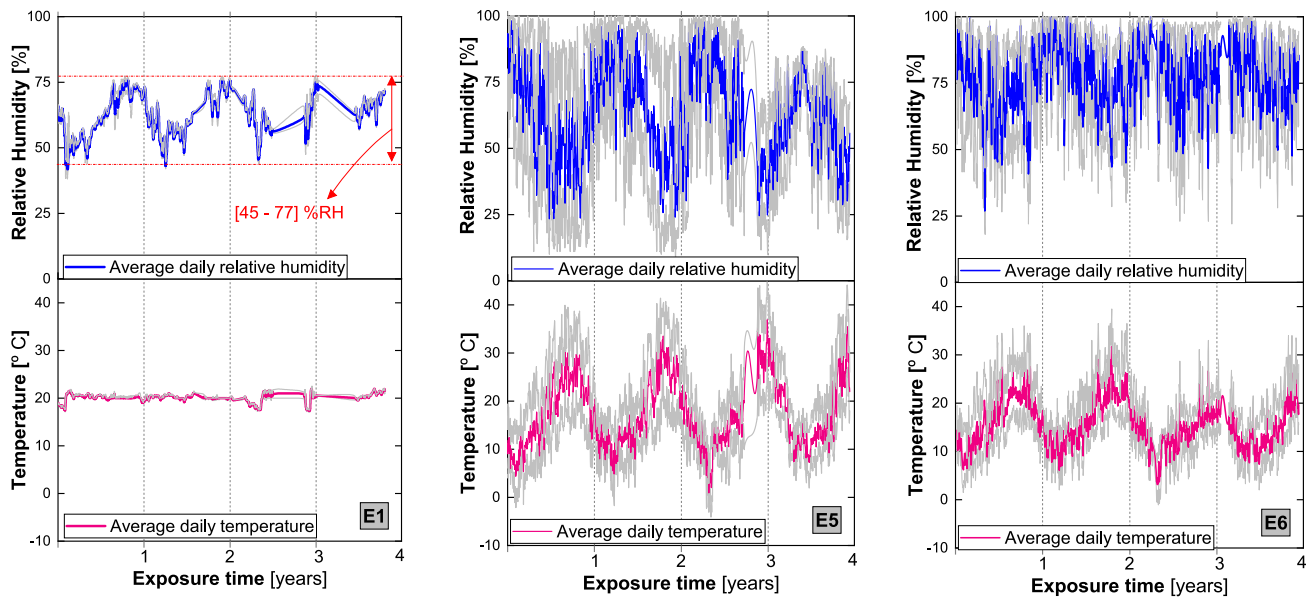 100
75
50
25
0
Relative Humidity [%]
[45 - 77] %RH
Average daily relative humidity
40
30
20
10
0
-10
Temperature [º C]
E1
Average daily temperature
1
2
3
4
Exposure time [years]
100
75
50
25
0
Relative Humidity [%]
Average daily relative humidity
40
30
20
10
0
-10
Temperature [º C]
E5
Average daily temperature
1
2
3
4
Exposure time [years]
100
75
50
25
0
Relative Humidity [%]
Average daily relative humidity
40
30
20
10
0
-10
Temperature [º C]
E6
Average daily temperature
1
2
3
4
Exposure time [years]